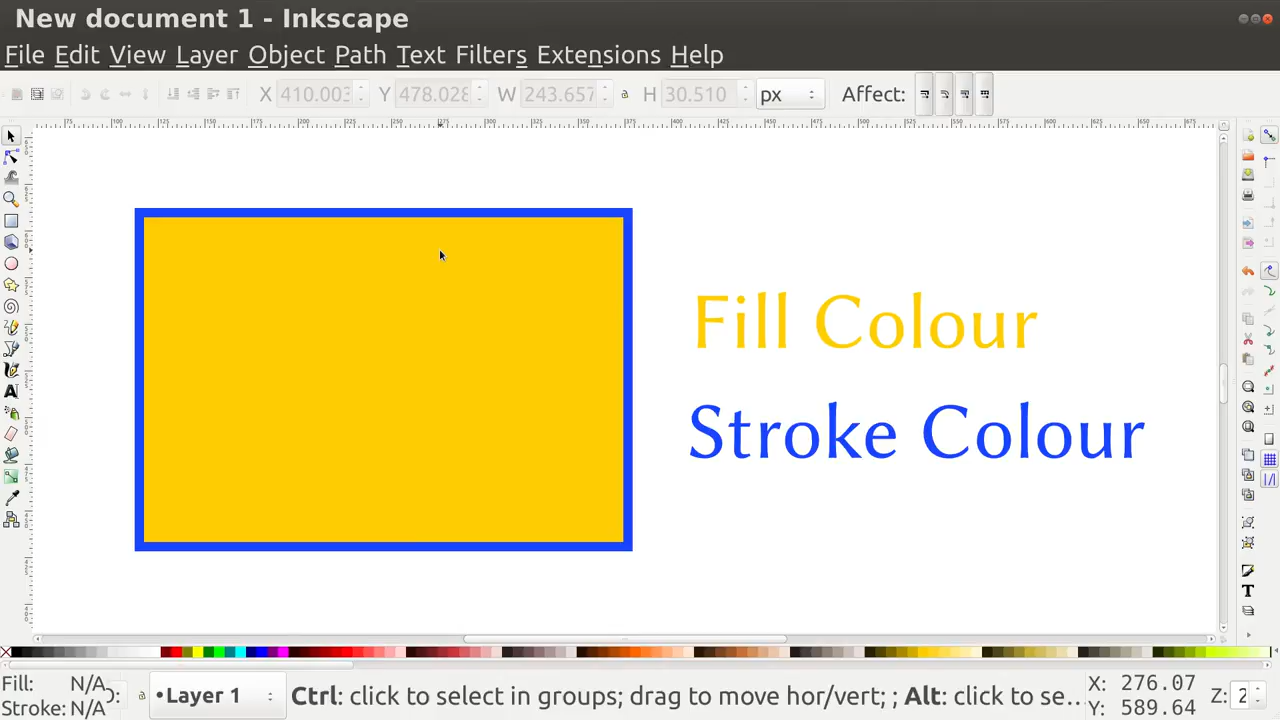 New document 1 - Inkscape
File Edit View Layer Object Path Text Filters Extensions Help
X 410.003 Y 478.028 W 243.657 H 30.510 px Affect:
Fill Colour
Stroke Colour
Fill: N/A
Stroke: N/A
O:
•Layer 1
Ctrl: click to select in groups; drag to move hor/vert; ; Alt: click to se...
X: 276.07
Y: 589.64
Z: 2